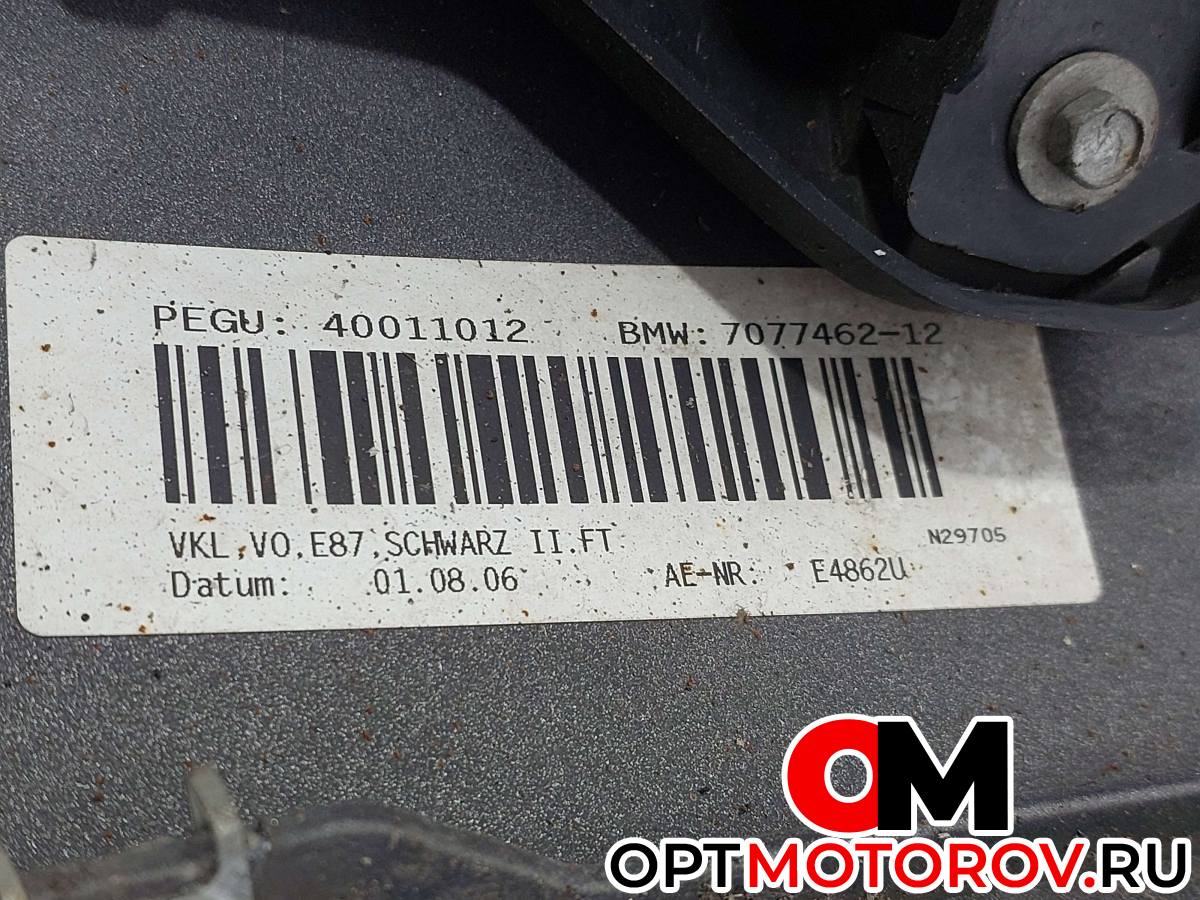 PEGU: 40011012 BMW: 7077462-12
VKL,VO,E87,SCHWARZ II.FT
N29705
Datum: 01.08.06 AE-NR: E4862U
OM
OPTMOTOROV.RU